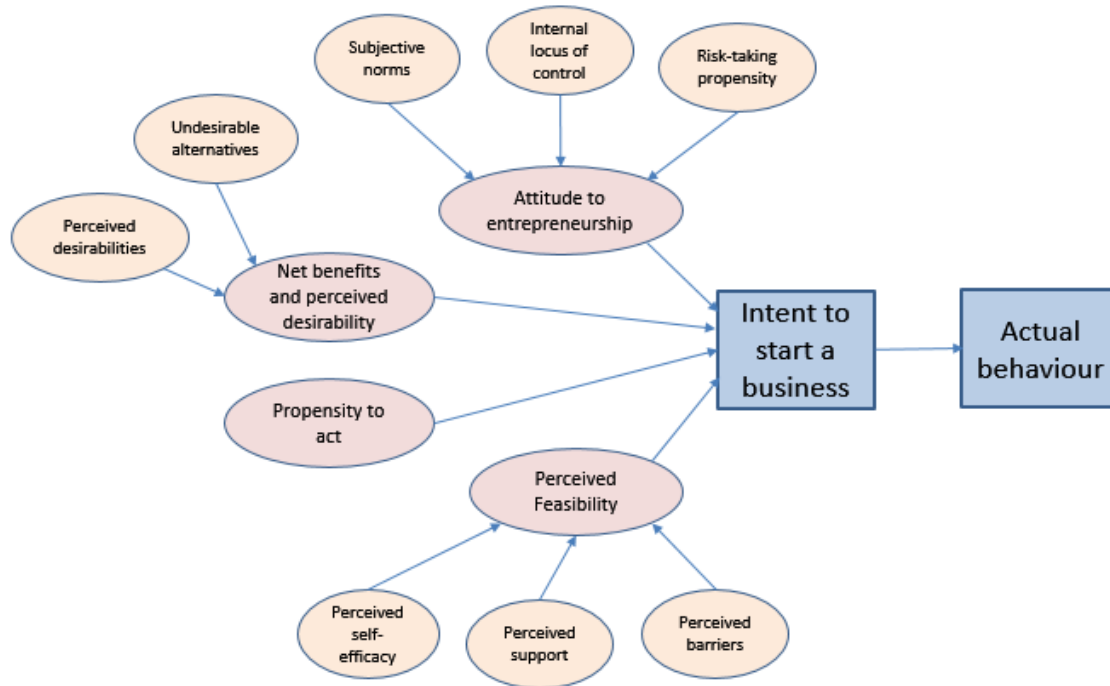 Subjective
norms
Internal
locus of
control
Risk-taking
propensity
Undesirable
alternatives
Perceived
desirabilities
Attitude to
entrepreneurship
Net benefits
and perceived
desirability
Intent to
start a
business
Actual
behaviour
Propensity to
act
Perceived
Feasibility
Perceived
self-
efficacy
Perceived
support
Perceived
barriers